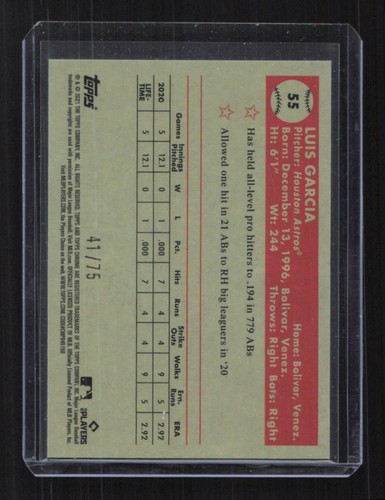 55
LUIS GARCIA
Pitcher: Houston Astros® Home: Bolivar, Venez.
Born: December 13, 1996, Bolivar, Venez.
Ht: 6'1" Wt: 244 Throws: Right Bats: Right
Has held all-level pro hitters to .194 in 779 ABs
Allowed one hit in 21 ABs to RH big leaguers in '20
Games Innings Pitched W L Pct. Hits Runs Strike Outs Walks Ern. Runs ERA
2020 5 12.1 0 1 .000 7 4 9 5 4 2.92
LIFE-TIME 5 12.1 0 1 .000 7 4 9 5 4 2.92
41/75
topps
PLAYERS